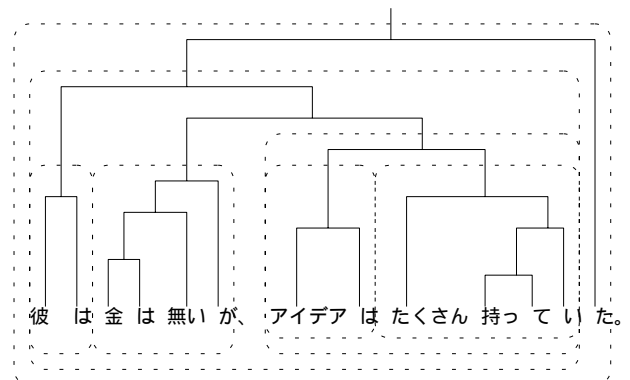 彼 は 金 は 無い が、 アイデア は たくさん 持っ て い た。